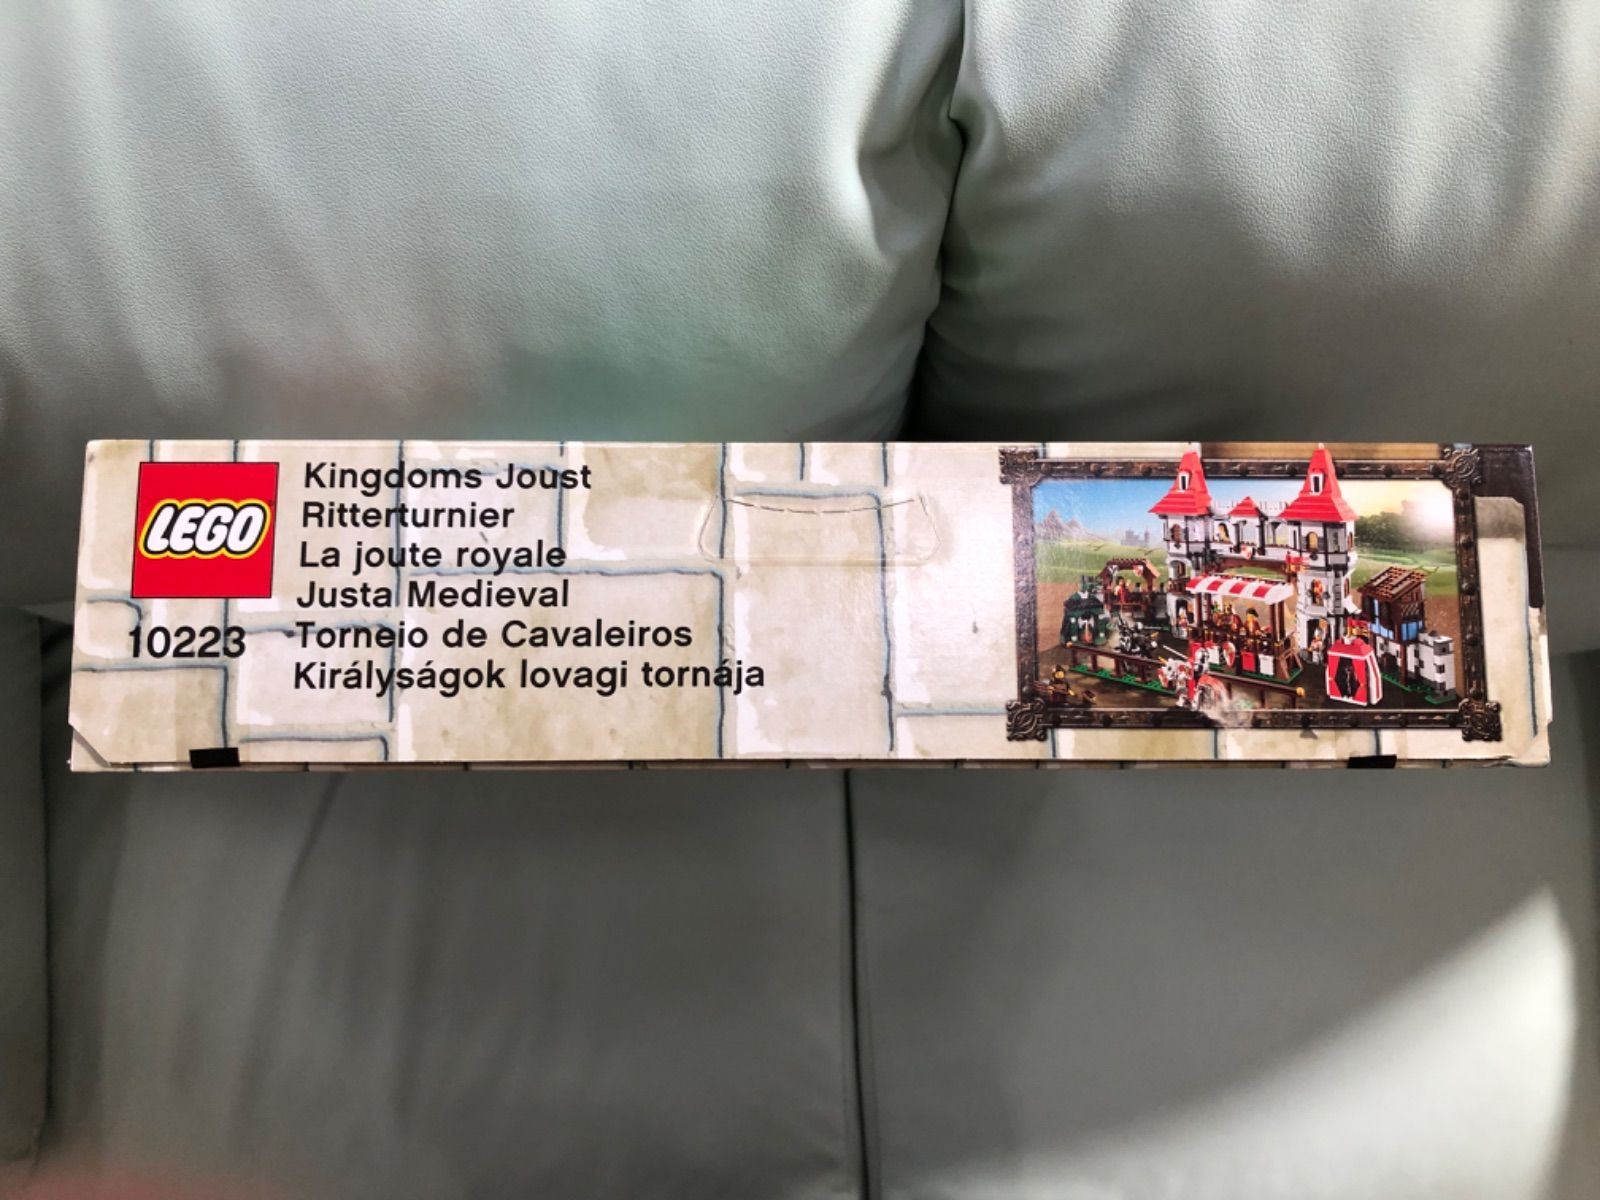 LEGO
10223
Kingdoms Joust
Ritterturnier
La joute royale
Justa Medieval
Torneio de Cavaleiros
Királyságok lovagi tornája